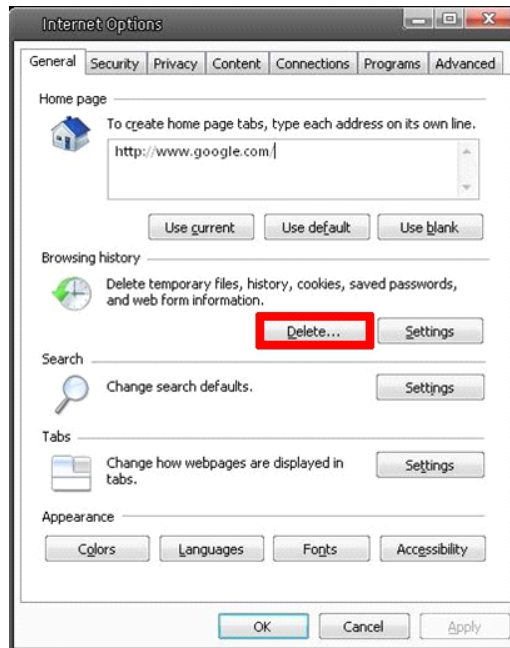 Internet Options
General Security Privacy Content Connections Programs Advanced
Home page
To create home page tabs, type each address on its own line.
http://www.google.com/
Use current Use default Use blank
Browsing history
Delete temporary files, history, cookies, saved passwords,
and web form information.
Delete... Settings
Search
Change search defaults.
Settings
Tabs
Change how webpages are displayed in
tabs.
Settings
Appearance
Colors Languages Fonts Accessibility
OK Cancel Apply